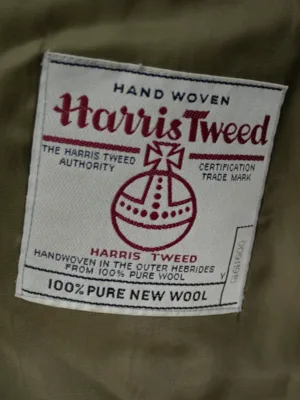 HAND WOVEN
Harris Tweed
THE HARRIS TWEED
AUTHORITY
CERTIFICATION
TRADE MARK
HARRIS TWEED
HANDWOVEN IN THE OUTER HEBRIDES
FROM 100% PURE WOOL
100% PURE NEW WOOL